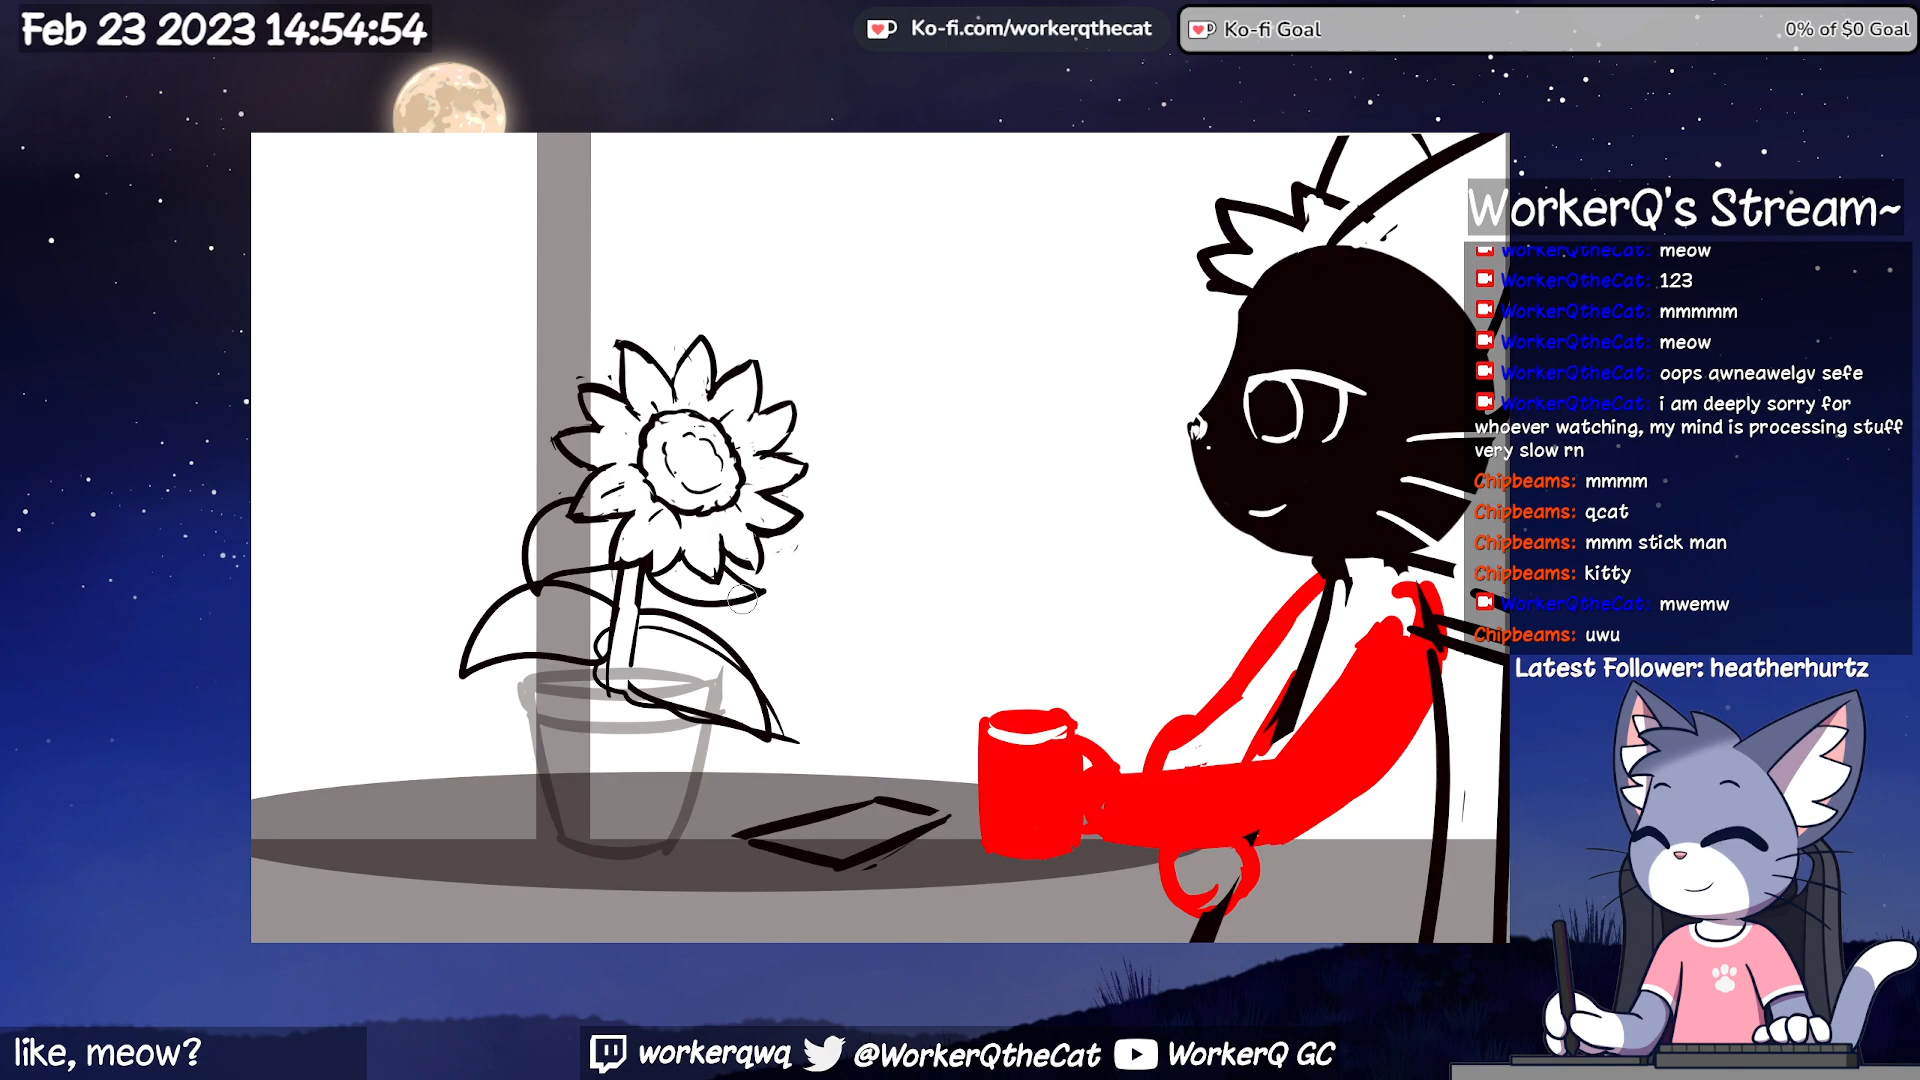 Feb 23 2023 14:54:54
Ko-fi.com/workerqthecat
Ko-fi Goal
0% of $0 Goal
WorkerQ's Stream~
WorkerQtheCat: meow
WorkerQtheCat: 123
WorkerQtheCat: mmmmm
WorkerQtheCat: meow
WorkerQtheCat: oops awneawelgv sefe
WorkerQtheCat: i am deeply sorry for
whoever watching, my mind is processing stuff
very slow rn
Chipbeams: mmmm
Chipbeams: qcat
Chipbeams: mmm stick man
Chipbeams: kitty
WorkerQtheCat: mwemw
Chipbeams: uwu
Latest Follower: heatherhurtz
like, meow?
workerqwq
@WorkerQtheCat
WorkerQ GC